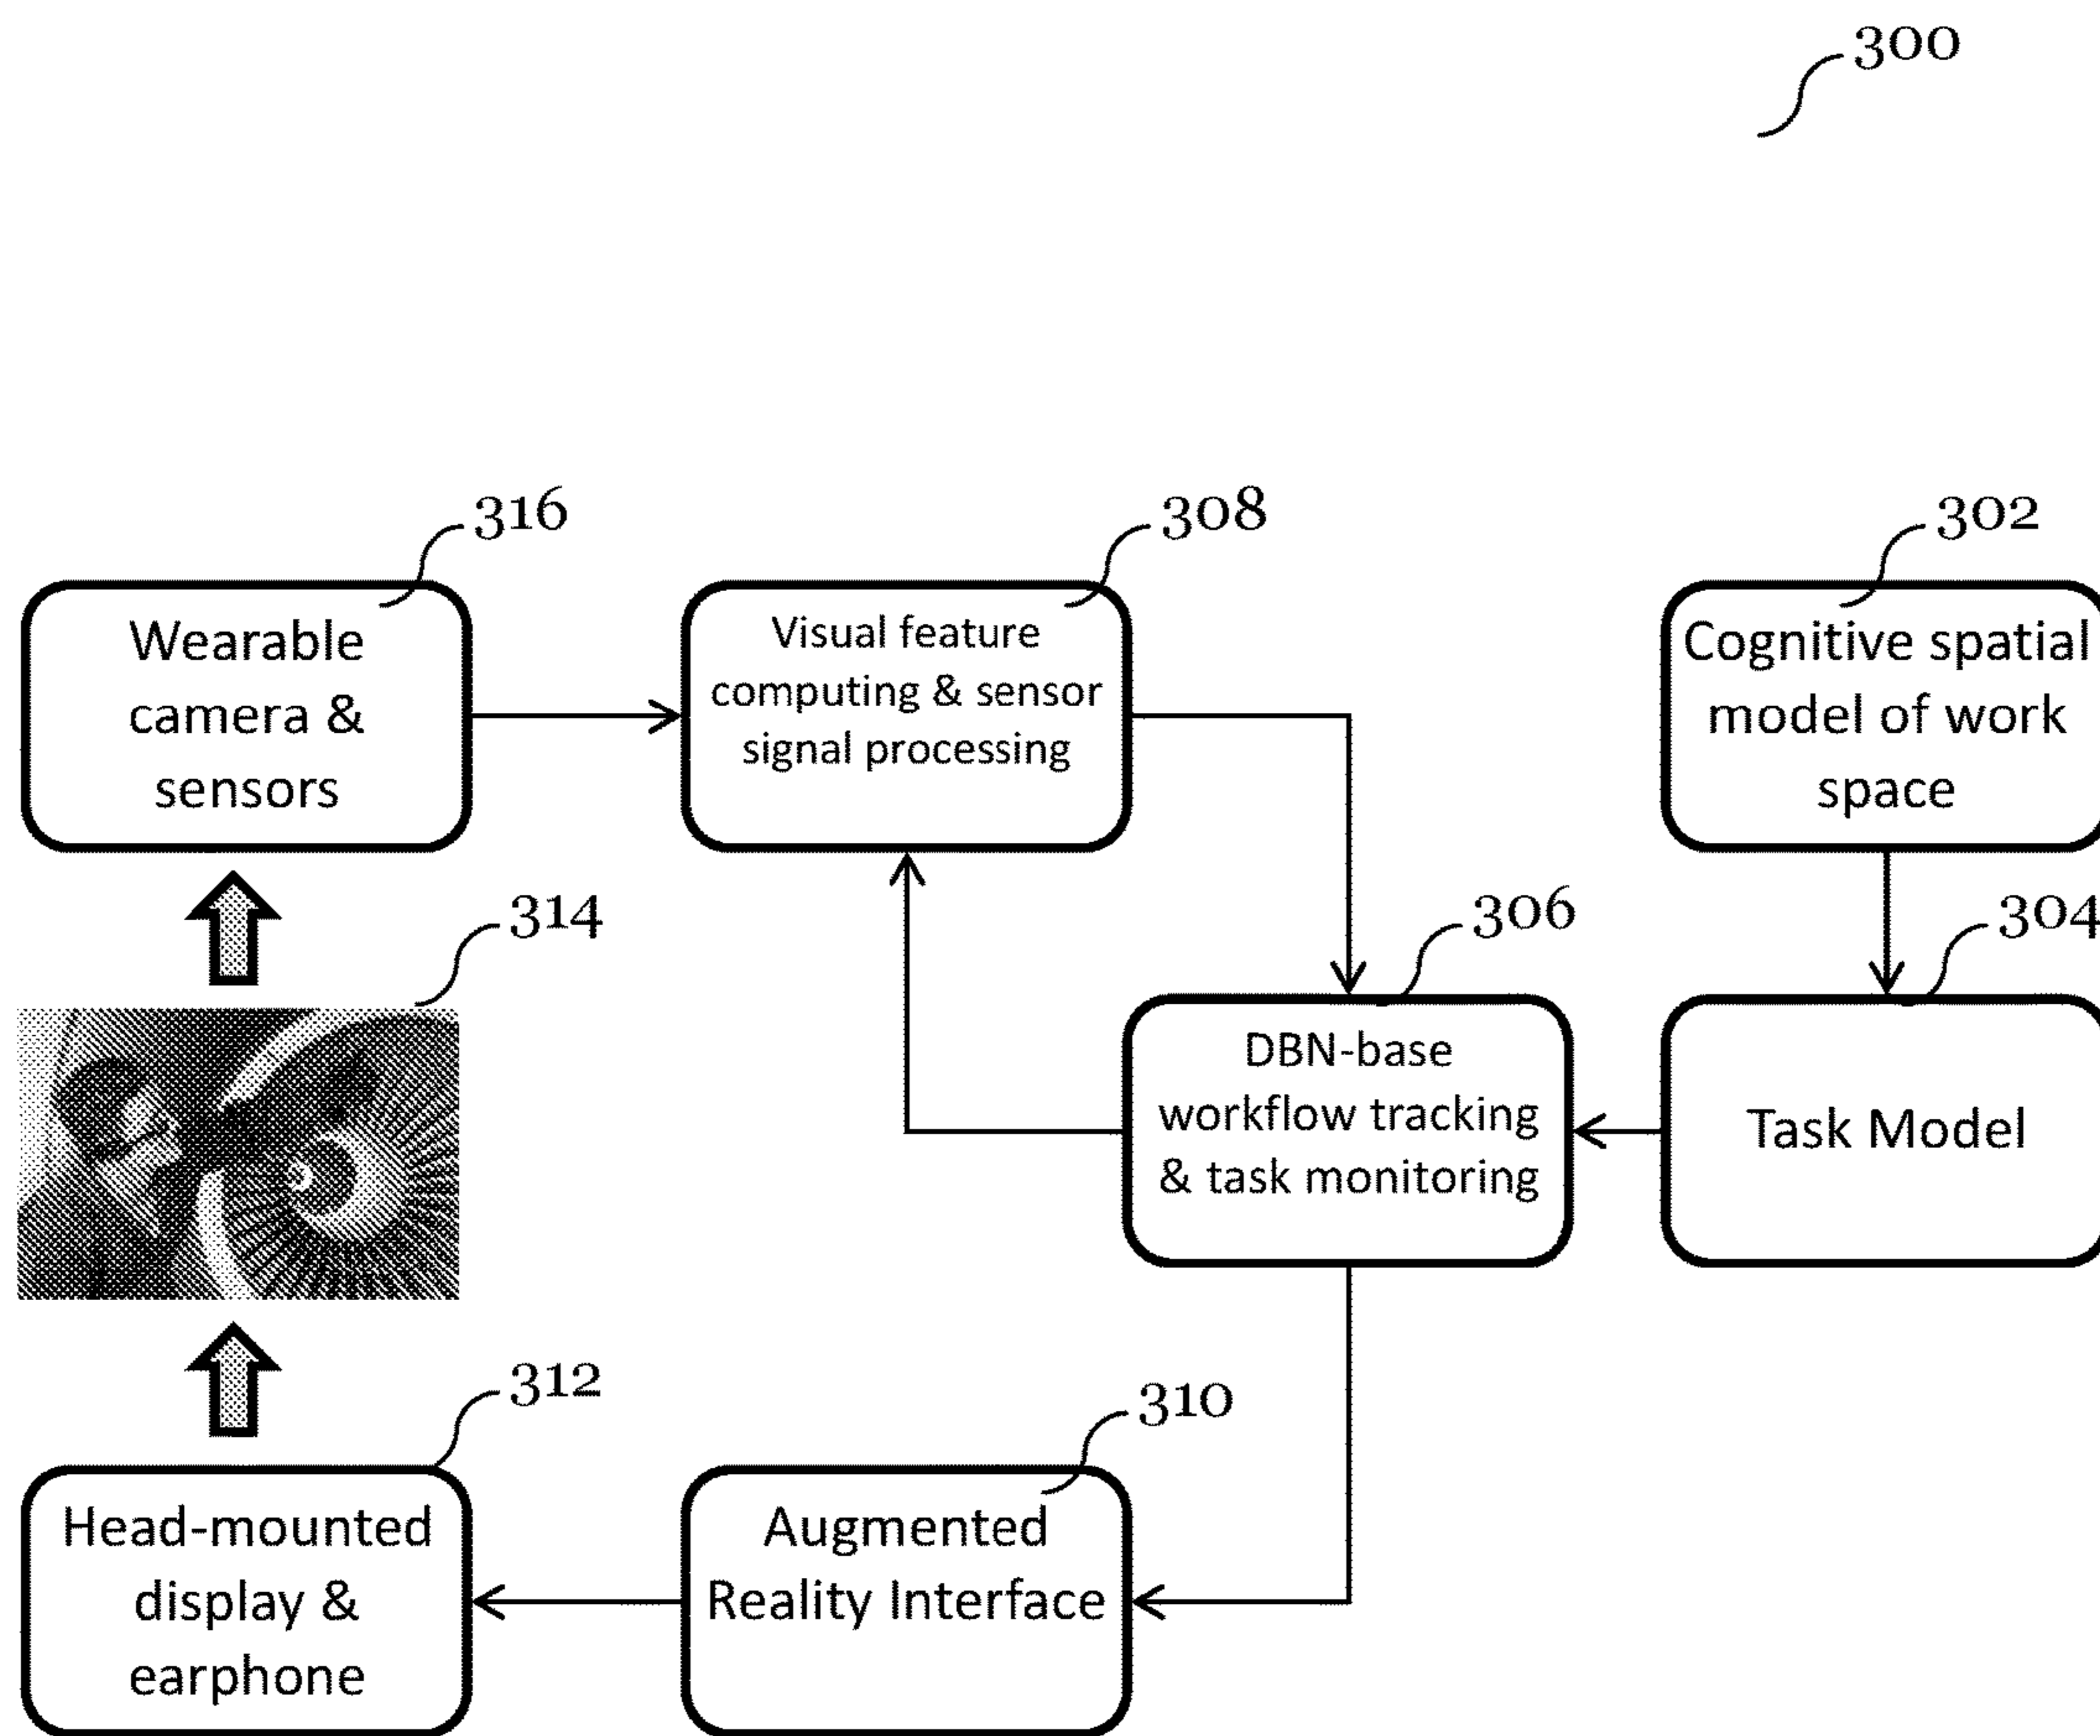 300
316
308
302
Wearable
camera &
sensors
Visual feature
computing & sensor
signal processing
Cognitive spatial
model of work
space
314
306
304
DBN-base
workflow tracking
& task monitoring
Task Model
312
310
Head-mounted
display &
earphone
Augmented
Reality Interface